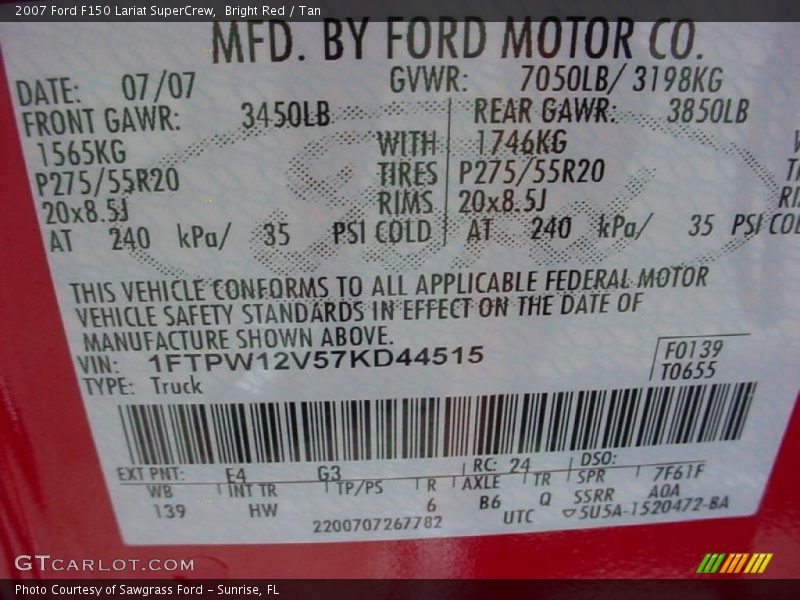 2007 Ford F150 Lariat SuperCrew, Bright Red / Tan
MFD. BY FORD MOTOR CO.
DATE: 07/07 GVWR: 7050LB/ 3198KG
FRONT GAWR: 3450LB REAR GAWR: 3850LB
1565KG WITH 1746KG
P275/55R20 TIRES P275/55R20
20x8.5J RIMS 20x8.5J
AT 240 kPa/ 35 PSI COLD AT 240 kPa/ 35 PSI COL
THIS VEHICLE CONFORMS TO ALL APPLICABLE FEDERAL MOTOR
VEHICLE SAFETY STANDARDS IN EFFECT ON THE DATE OF
MANUFACTURE SHOWN ABOVE.
VIN: 1FTPW12V57KD44515 F0139
TYPE: Truck T0655
EXT PNT: E4 G3 RC: 24 DSO:
WB INT TR TP/PS R AXLE TR SPR 7F61F
139 HW 6 B6 Q SSRR A0A
2200707267782 UTC ▽5U5A-1520472-BA
GTCARLOT.COM
Photo Courtesy of Sawgrass Ford - Sunrise, FL